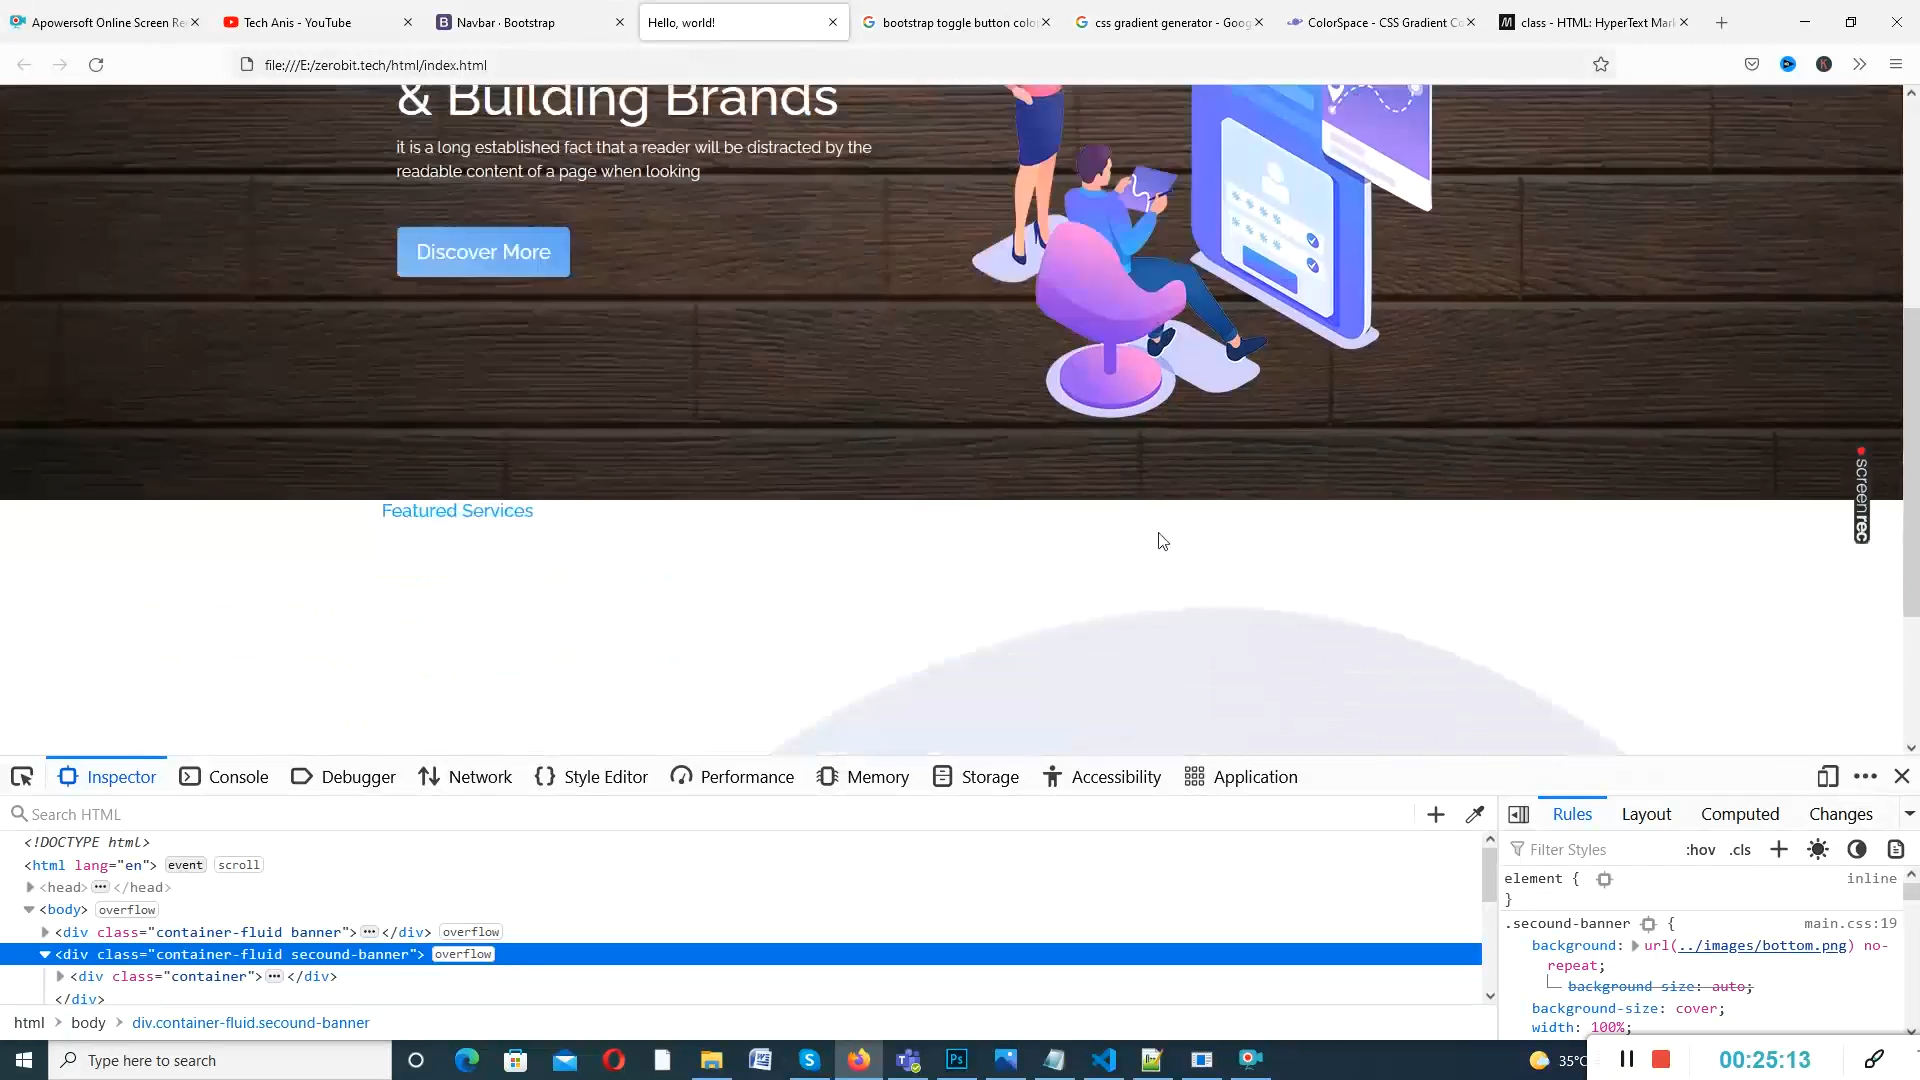 Apowersoft Online Screen Re
Tech Anis - YouTube
Navbar · Bootstrap
Hello, world!
bootstrap toggle button colo
css gradient generator - Goog
ColorSpace - CSS Gradient Co
class - HTML: HyperText Mar
file:///E:/zerobit.tech/html/index.html
K
& Building Brands
it is a long established fact that a reader will be distracted by the
readable content of a page when looking
Discover More
screenrec
Featured Services
Inspector
Console
Debugger
Network
Style Editor
Performance
Memory
Storage
Accessibility
Application
Search HTML
Rules
Layout
Computed
Changes
Filter Styles
:hov
.cls
<!DOCTYPE html>
<html lang="en"> event scroll
<head> ••• </head>
<body> overflow
<div class="container-fluid banner"> ••• </div> overflow
<div class="container-fluid secound-banner"> overflow
<div class="container"> ••• </div>
</div>
element {
inline
}
.secound-banner {
main.css:19
background: url(../images/bottom.png) no-
repeat;
background-size: auto;
background-size: cover;
width: 100%;
html > body > div.container-fluid.secound-banner
Type here to search
35°C
00:25:13